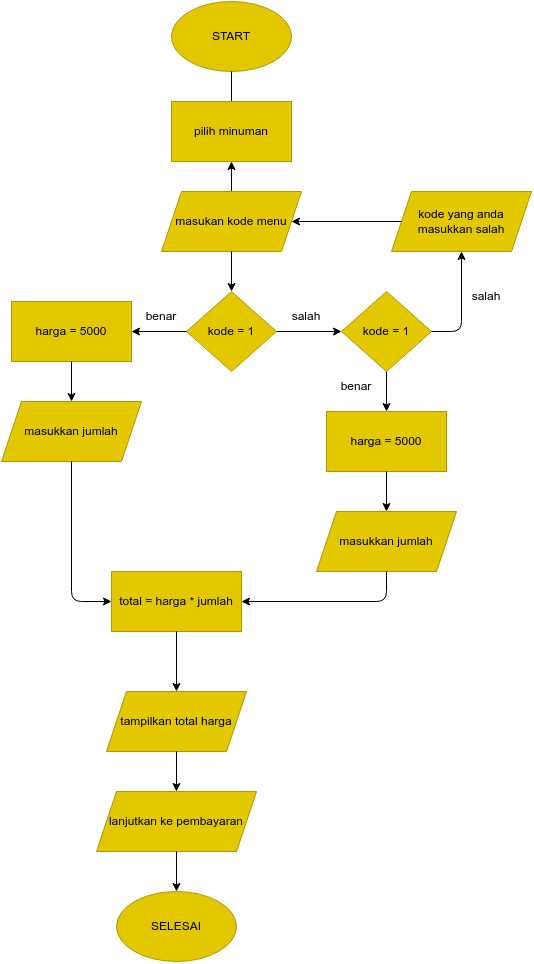 START
pilih minuman
masukan kode menu
kode yang anda
masukkan salah
salah
benar
salah
harga = 5000
kode = 1
kode = 1
benar
masukkan jumlah
harga = 5000
masukkan jumlah
total = harga * jumlah
tampilkan total harga
lanjutkan ke pembayaran
SELESAI